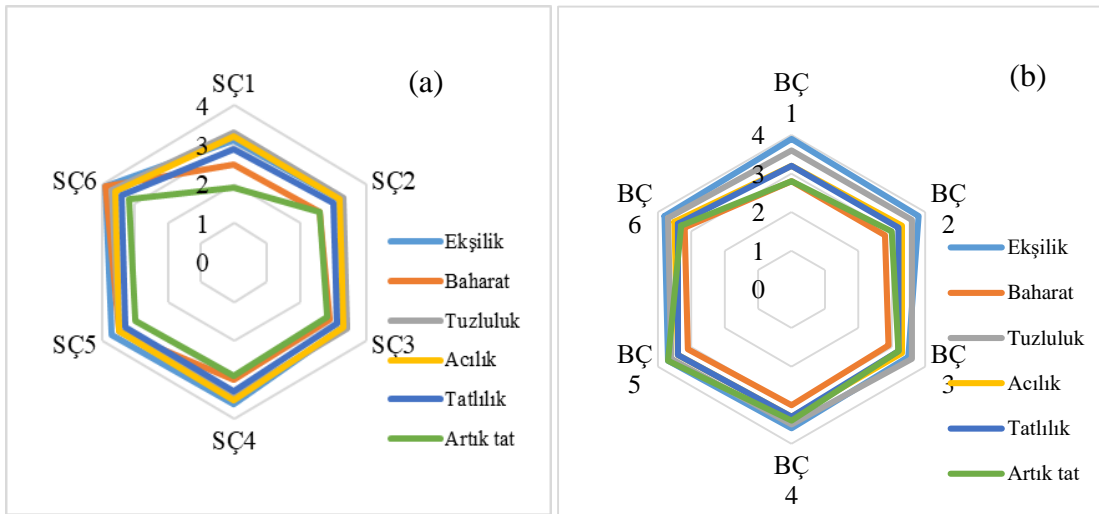 (a)
SÇ1
4
3
2
1
0
SÇ2
SÇ3
SÇ4
SÇ5
SÇ6
Ekşilik
Baharat
Tuzluluk
Acılık
Tatlılık
Artık tat
(b)
BÇ
1
4
3
2
1
0
BÇ
2
BÇ
3
BÇ
4
BÇ
5
BÇ
6
Ekşilik
Baharat
Tuzluluk
Acılık
Tatlılık
Artık tat